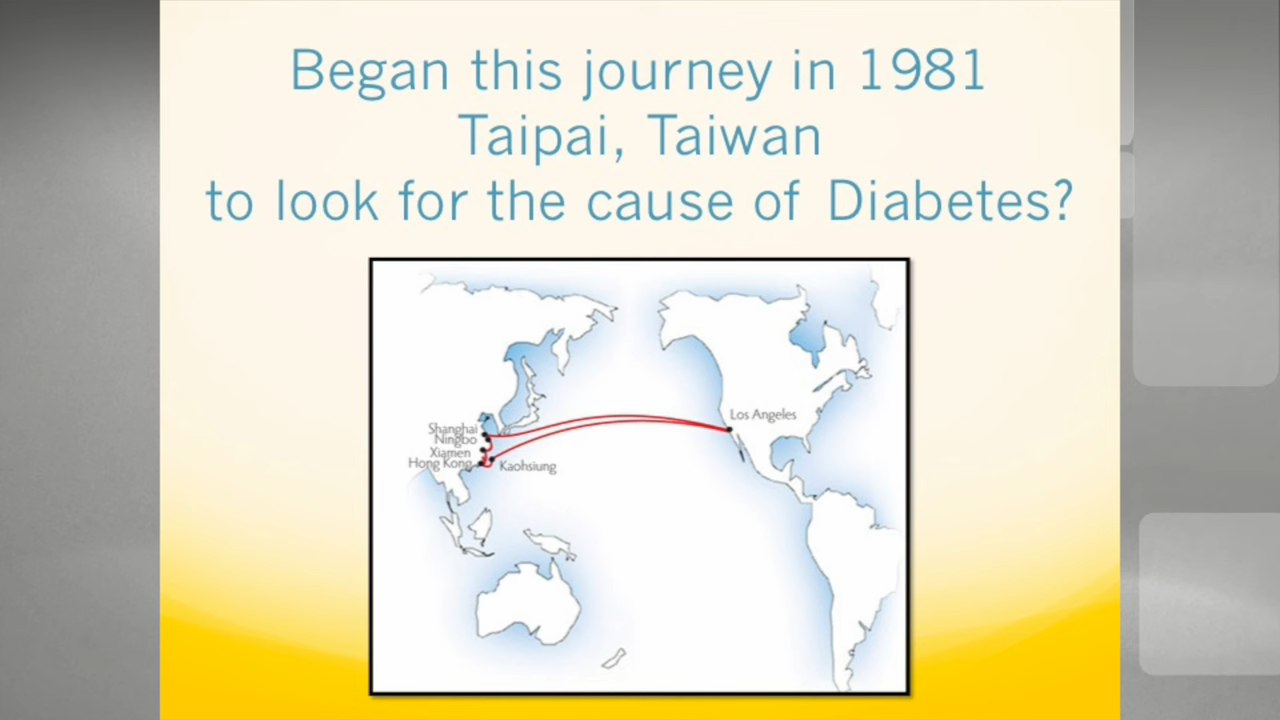 Began this journey in 1981
Taipai, Taiwan
to look for the cause of Diabetes?
Los Angeles
Shanghai
Ningbo
Xiamen
Hong Kong
Kaohsiung